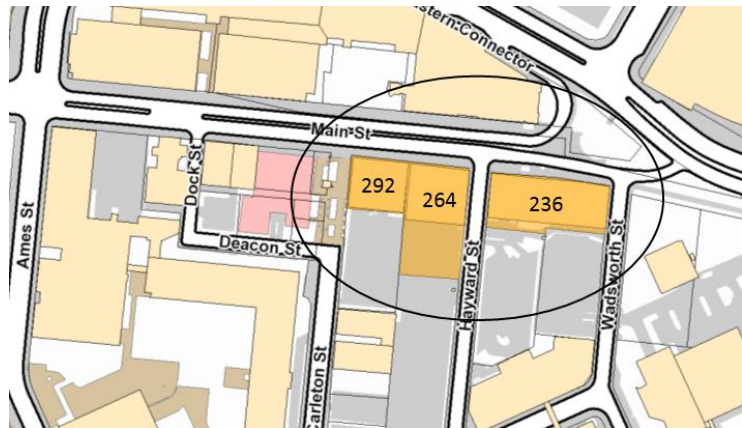 stern Connector
Main St
Dock St
292
264
236
Ames St
Deacon St
Hayward St
Wadsworth St
Carleton St